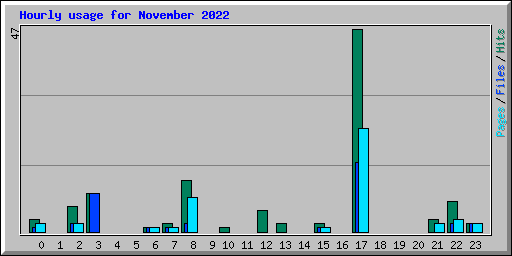 Hourly usage for November 2022
47
Pages/Files/Hits
0 1 2 3 4 5 6 7 8 9 10 11 12 13 14 15 16 17 18 19 20 21 22 23